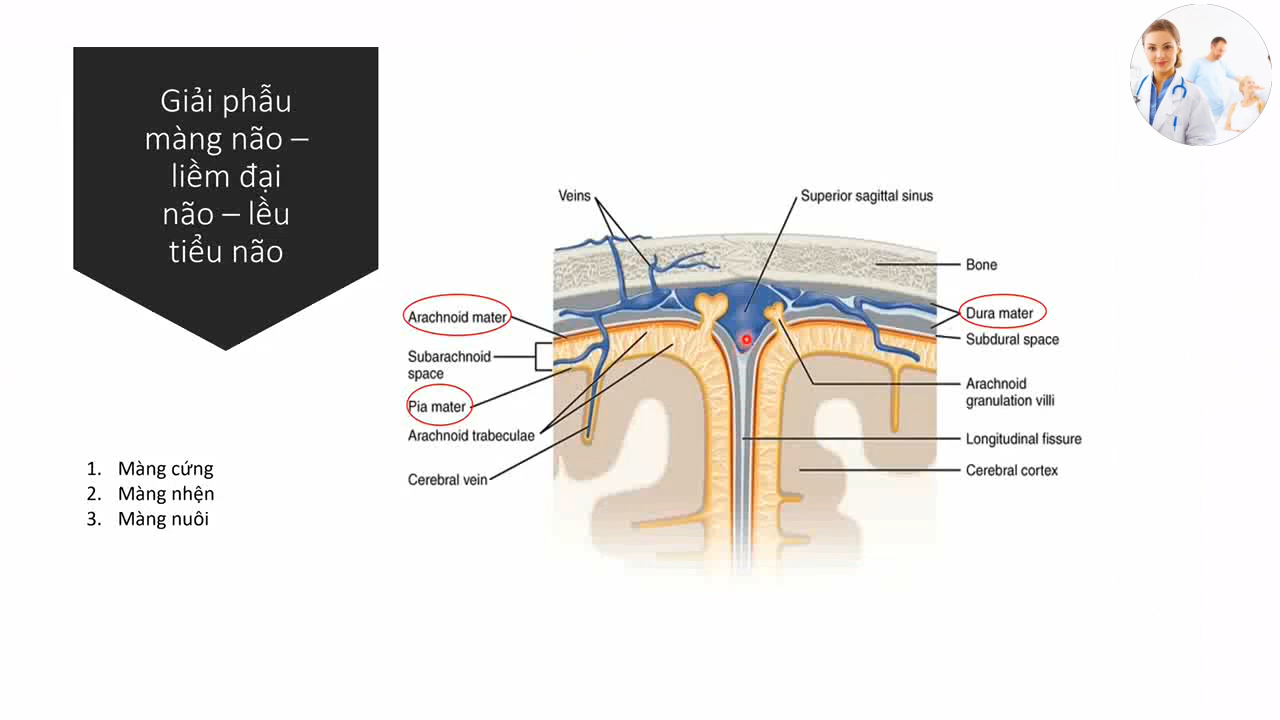 Giải phẫu
màng não –
liềm đại
não – lều
tiểu não
1. Màng cứng
2. Màng nhện
3. Màng nuôi
Veins
Superior sagittal sinus
Bone
Arachnoid mater
Dura mater
Subarachnoid
space
Subdural space
Pia mater
Arachnoid
granulation villi
Arachnoid trabeculae
Longitudinal fissure
Cerebral vein
Cerebral cortex